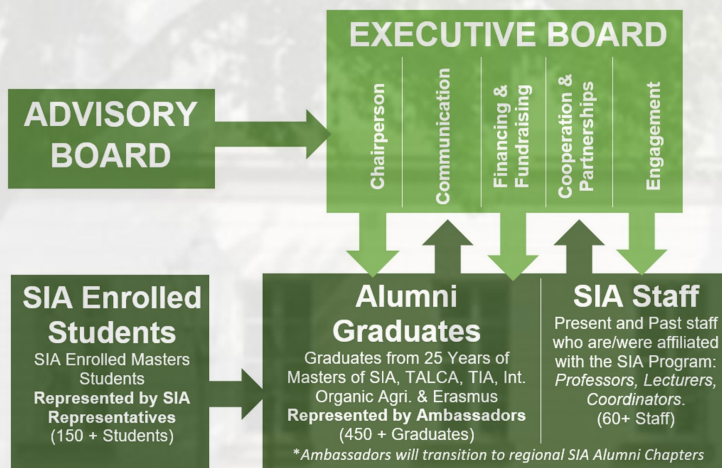 EXECUTIVE BOARD
Chairperson
Communication
Financing &
Fundraising
Cooperation &
Partnerships
Engagement
ADVISORY
BOARD
SIA Enrolled
Students
SIA Enrolled Masters
Students
Represented by SIA
Representatives
(150 + Students)
Alumni
Graduates
Graduates from 25 Years of
Masters of SIA, TALCA, TIA, Int.
Organic Agri. & Erasmus
Represented by Ambassadors
(450 + Graduates)
SIA Staff
Present and Past staff
who are/were affiliated
with the SIA Program:
Professors, Lecturers,
Coordinators.
(60+ Staff)
*Ambassadors will transition to regional SIA Alumni Chapters